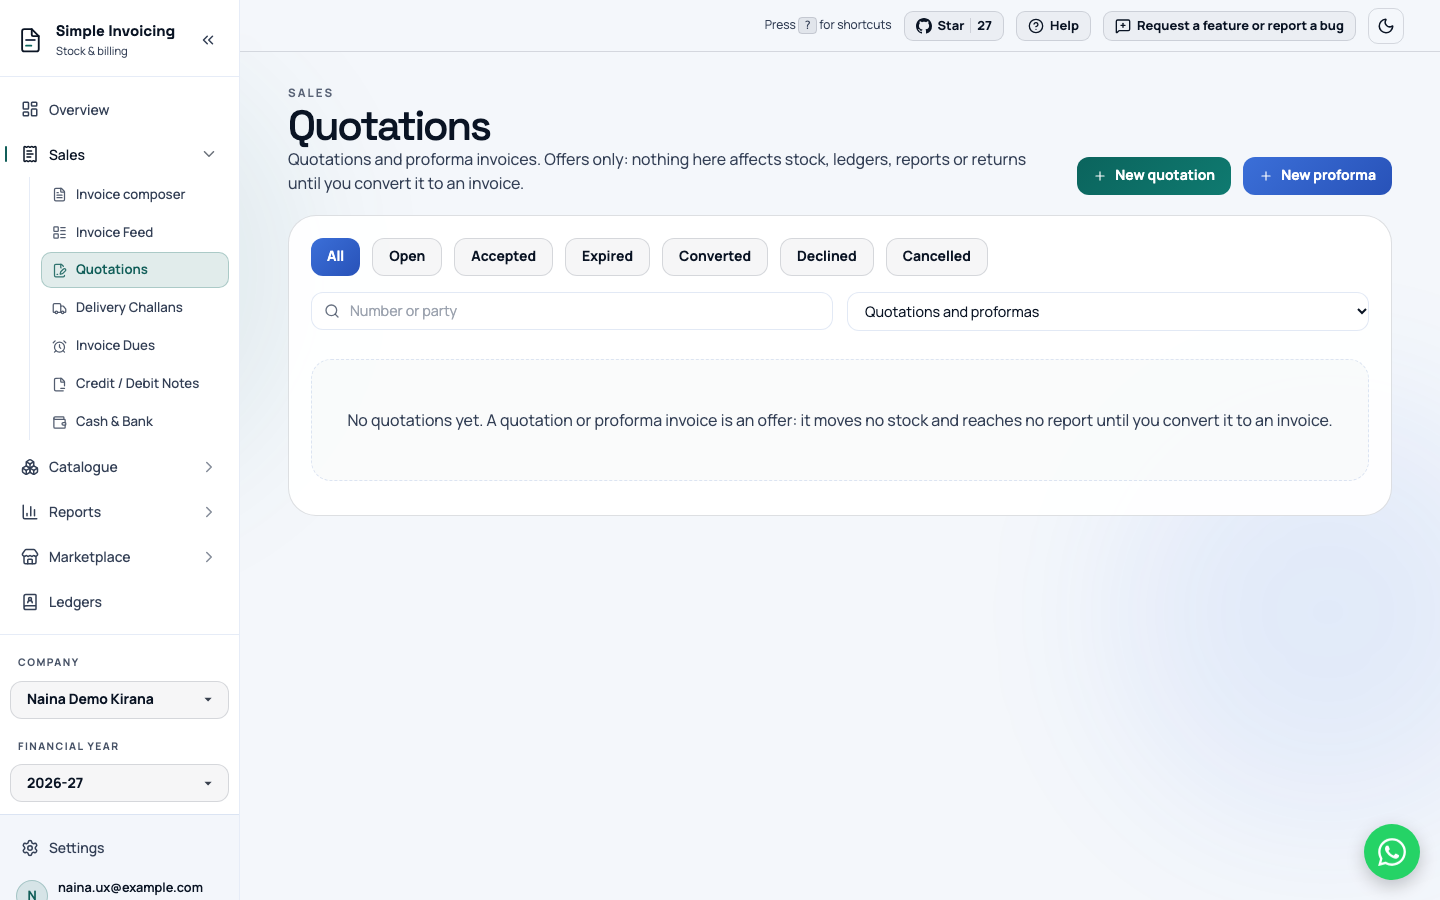 Simple Invoicing
Stock & billing
Press ? for shortcuts
Star 27
Help
Request a feature or report a bug
Overview
Sales
Invoice composer
Invoice Feed
Quotations
Delivery Challans
Invoice Dues
Credit / Debit Notes
Cash & Bank
Catalogue
Reports
Marketplace
Ledgers
COMPANY
Naina Demo Kirana
FINANCIAL YEAR
2026-27
Settings
N
naina.ux@example.com
SALES
Quotations
Quotations and proforma invoices. Offers only: nothing here affects stock, ledgers, reports or returns
until you convert it to an invoice.
+ New quotation
+ New proforma
All
Open
Accepted
Expired
Converted
Declined
Cancelled
Number or party
Quotations and proformas
No quotations yet. A quotation or proforma invoice is an offer: it moves no stock and reaches no report until you convert it to an invoice.